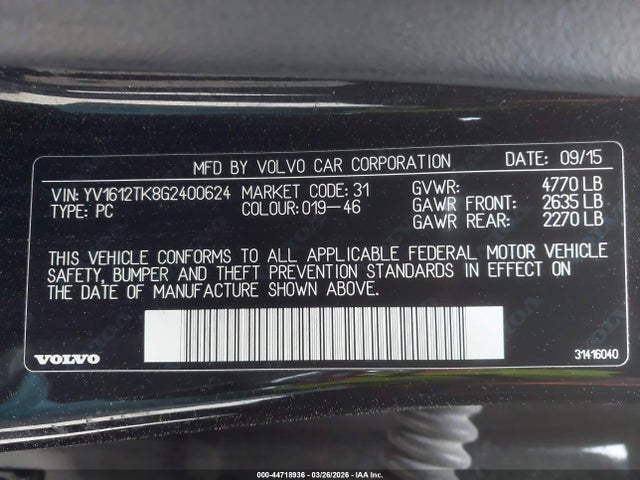 MFD BY VOLVO CAR CORPORATION DATE: 09/15
VIN: YV1612TK8G2400624 MARKET CODE: 31 GVWR: 4770 LB
TYPE: PC COLOUR: 019-46 GAWR FRONT: 2635 LB
GAWR REAR: 2270 LB
THIS VEHICLE CONFORMS TO ALL APPLICABLE FEDERAL MOTOR VEHICLE
SAFETY, BUMPER AND THEFT PREVENTION STANDARDS IN EFFECT ON
THE DATE OF MANUFACTURE SHOWN ABOVE.
VOLVO 31416040
000-44718936 | 03/26/2026 | IAA Inc.